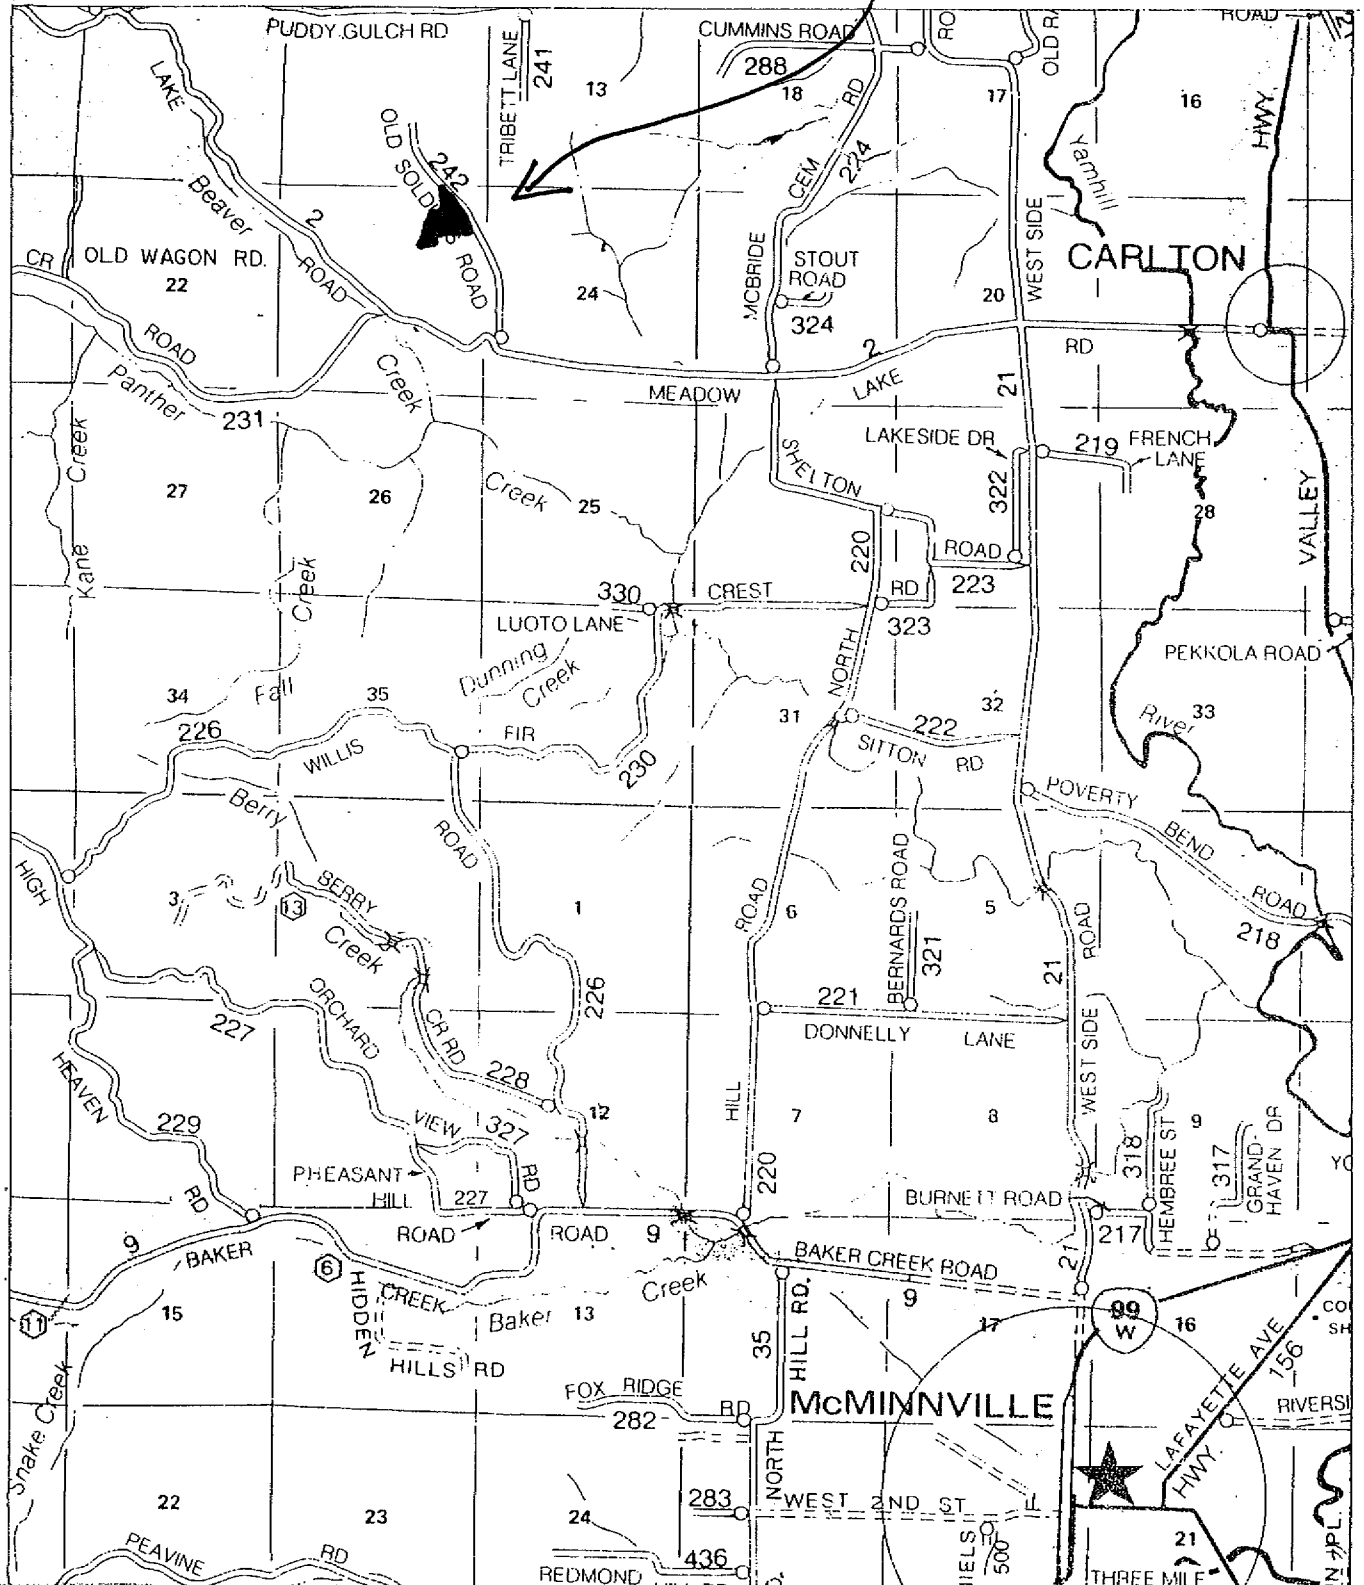 PUDDY GULCH RD
TRIBETT LANE
241
CUMMINS ROAD
288
ROAD
13
18
17
16
LAKE
OLD SOLD
S ROAD
242
CEM
RD
224
HWY
Yamhill
Beaver
2
ROAD
CR
OLD WAGON RD.
22
24
MCBRIDE
STOUT
ROAD
324
20
WEST SIDE
CARLTON
ROAD
Panther
231
Creek
MEADOW
LAKE
2
RD
21
Kane
Creek
27
26
Creek
25
SHELTON
LAKESIDE DR
322
219
FRENCH
LANE
28
VALLEY
220
ROAD
223
Creek
330
LUOTO LANE
CREST
RD
323
Dunning
Creek
NORTH
PEKKOLA ROAD
34
Fall
35
226
WILLIS
FIR
230
31
222
SITTON
RD
32
River
33
Berry
ROAD
POVERTY
BEND
ROAD
218
HIGH
3
13
BERRY
Creek
1
ROAD
6
BERNARDS ROAD
321
5
21
ROAD
227
ORCHARD
CR RD
228
226
221
DONNELLY
LANE
WEST SIDE
HEAVEN
229
VIEW
327
12
HILL
7
8
318
HEMBREE ST
9
317
GRAND-
HAVEN DR
PHEASANT
HILL
ROAD
227
RD
RD
220
BURNETT ROAD
217
9
BAKER
6
ROAD
9
BAKER CREEK ROAD
9
21
HIDDEN
HILLS RD
CREEK
Baker
Creek
13
11
15
35
HILL RD.
17
99
W
16
Snake Creek
FOX RIDGE
RD
282
McMINNVILLE
LAFAYETTE AVE
156
HWY.
RIVERSI
22
23
24
283
NORTH
WEST 2ND ST
500
21
PEAVINE
RD
436
REDMOND
THREE MILE